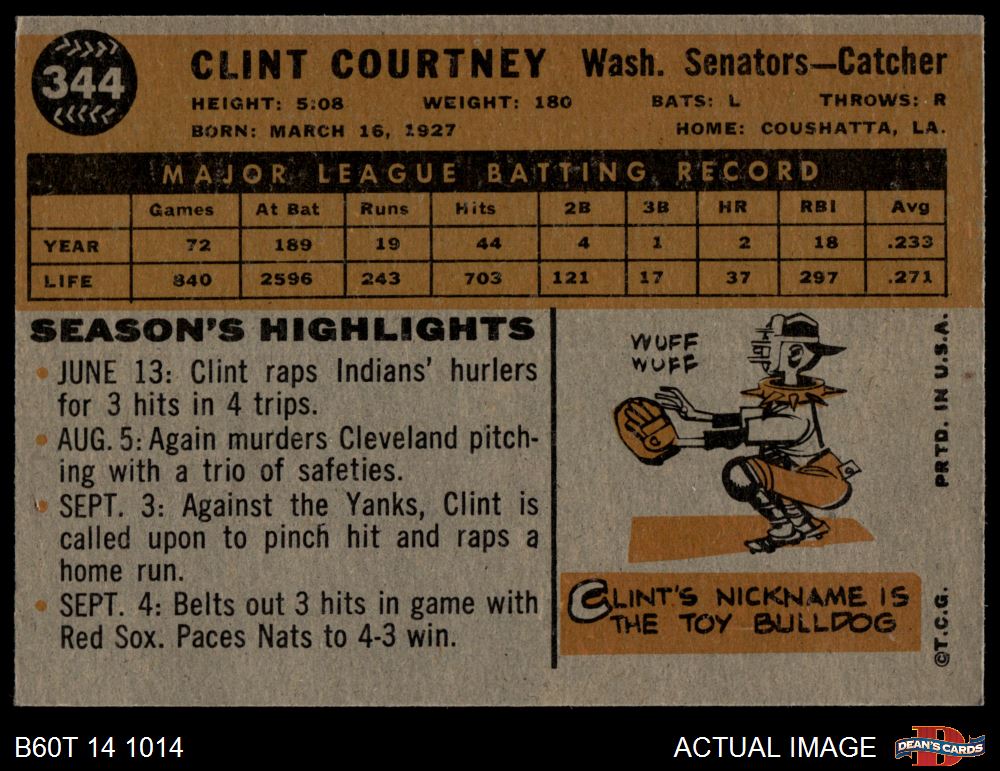 344
CLINT COURTNEY Wash. Senators—Catcher
HEIGHT: 5:08 WEIGHT: 180 BATS: L THROWS: R
BORN: MARCH 16, 1927 HOME: COUSHATTA, LA.
MAJOR LEAGUE BATTING RECORD
Games At Bat Runs Hits 2B 3B HR RBI Avg
YEAR 72 189 19 44 4 1 2 18 .233
LIFE 840 2596 243 703 121 17 37 297 .271
SEASON'S HIGHLIGHTS
• JUNE 13: Clint raps Indians' hurlers
for 3 hits in 4 trips.
• AUG. 5: Again murders Cleveland pitch-
ing with a trio of safeties.
• SEPT. 3: Against the Yanks, Clint is
called upon to pinch hit and raps a
home run.
• SEPT. 4: Belts out 3 hits in game with
Red Sox. Paces Nats to 4-3 win.
WUFF
WUFF
CLINT'S NICKNAME IS
THE TOY BULLDOG
©T.C.G. PRTD. IN U.S.A.
B60T 14 1014
ACTUAL IMAGE
D
DEAN'S CARDS